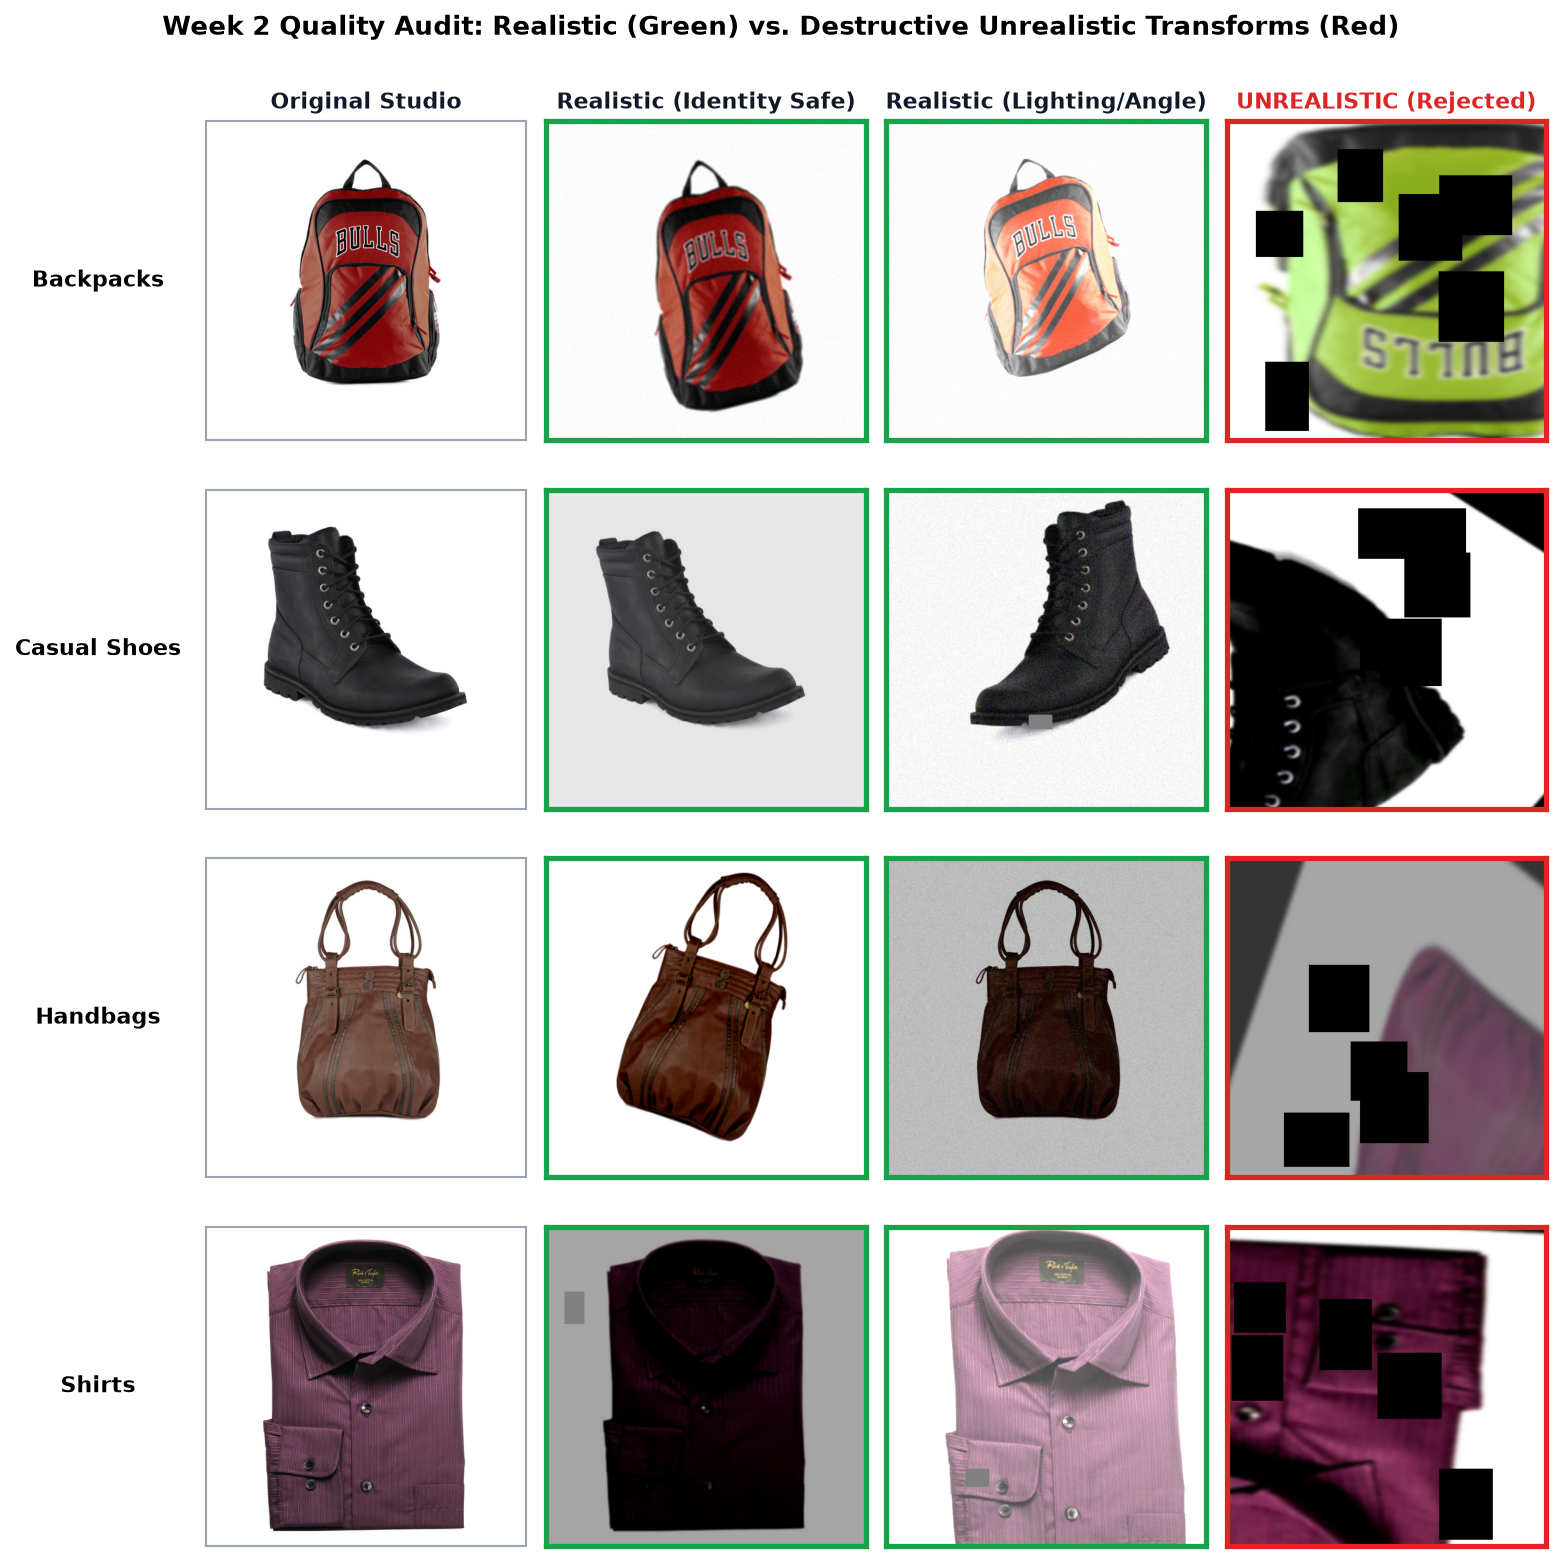 Week 2 Quality Audit: Realistic (Green) vs. Destructive Unrealistic Transforms (Red)
Original Studio
Realistic (Identity Safe)
Realistic (Lighting/Angle)
UNREALISTIC (Rejected)
Backpacks
BULLS
BULLS
BULLS
BULLS
Casual Shoes
Handbags
Shirts